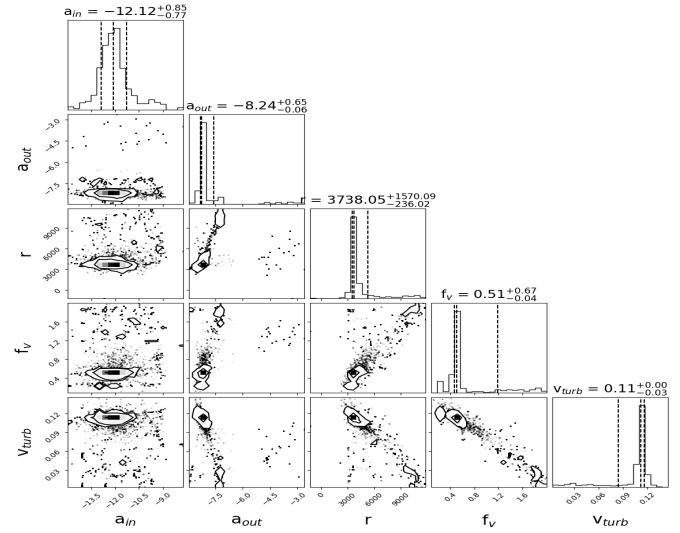 a_in = −12.12^{+0.85}_{−0.77}
a_out = −8.24^{+0.65}_{−0.06}
= 3738.05^{+1570.09}_{−236.02}
f_v = 0.51^{+0.67}_{−0.04}
v_turb = 0.11^{+0.00}_{−0.03}
a_out
−3.0
−4.5
−6.0
−7.5
r
9000
6000
3000
0
f_v
1.6
1.2
0.8
0.4
v_turb
0.12
0.09
0.06
0.03
−13.5 −12.0 −10.5 −9.0
−7.5 −6.0 −4.5 −3.0
0 3000 6000 9000
0.4 0.8 1.2 1.6
0.03 0.06 0.09 0.12
a_in
a_out
r
f_v
v_turb